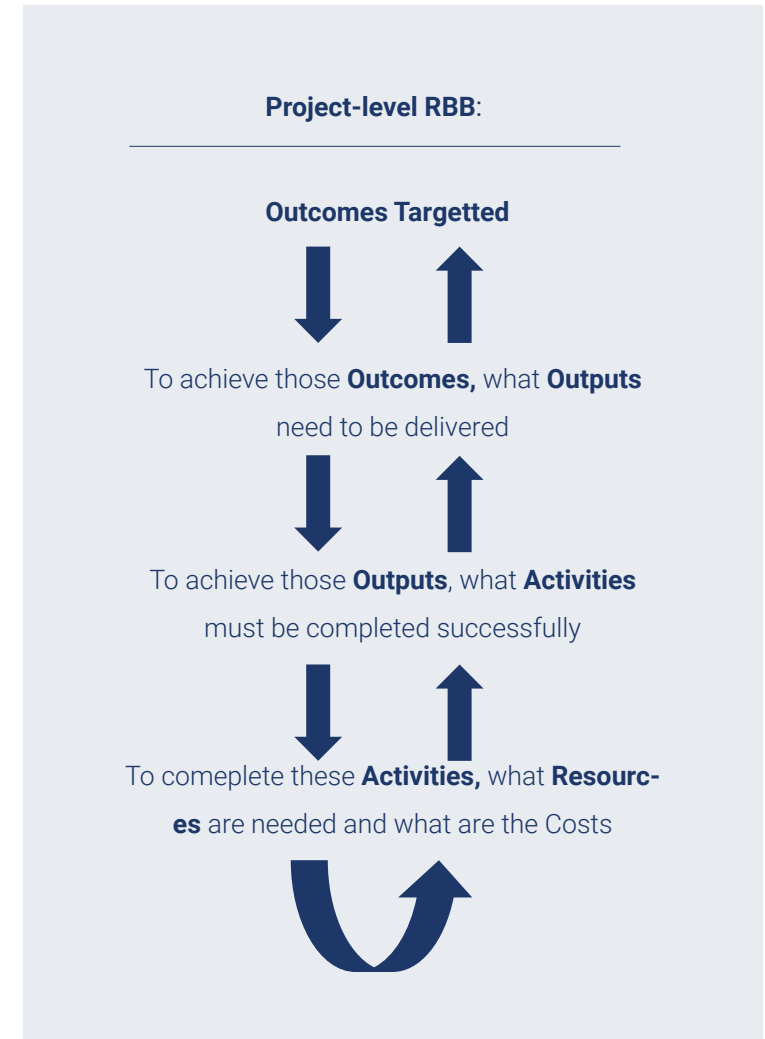 Project-level RBB:
Outcomes Targetted
To achieve those Outcomes, what Outputs
need to be delivered
To achieve those Outputs, what Activities
must be completed successfully
To comeplete these Activities, what Resourc-
es are needed and what are the Costs